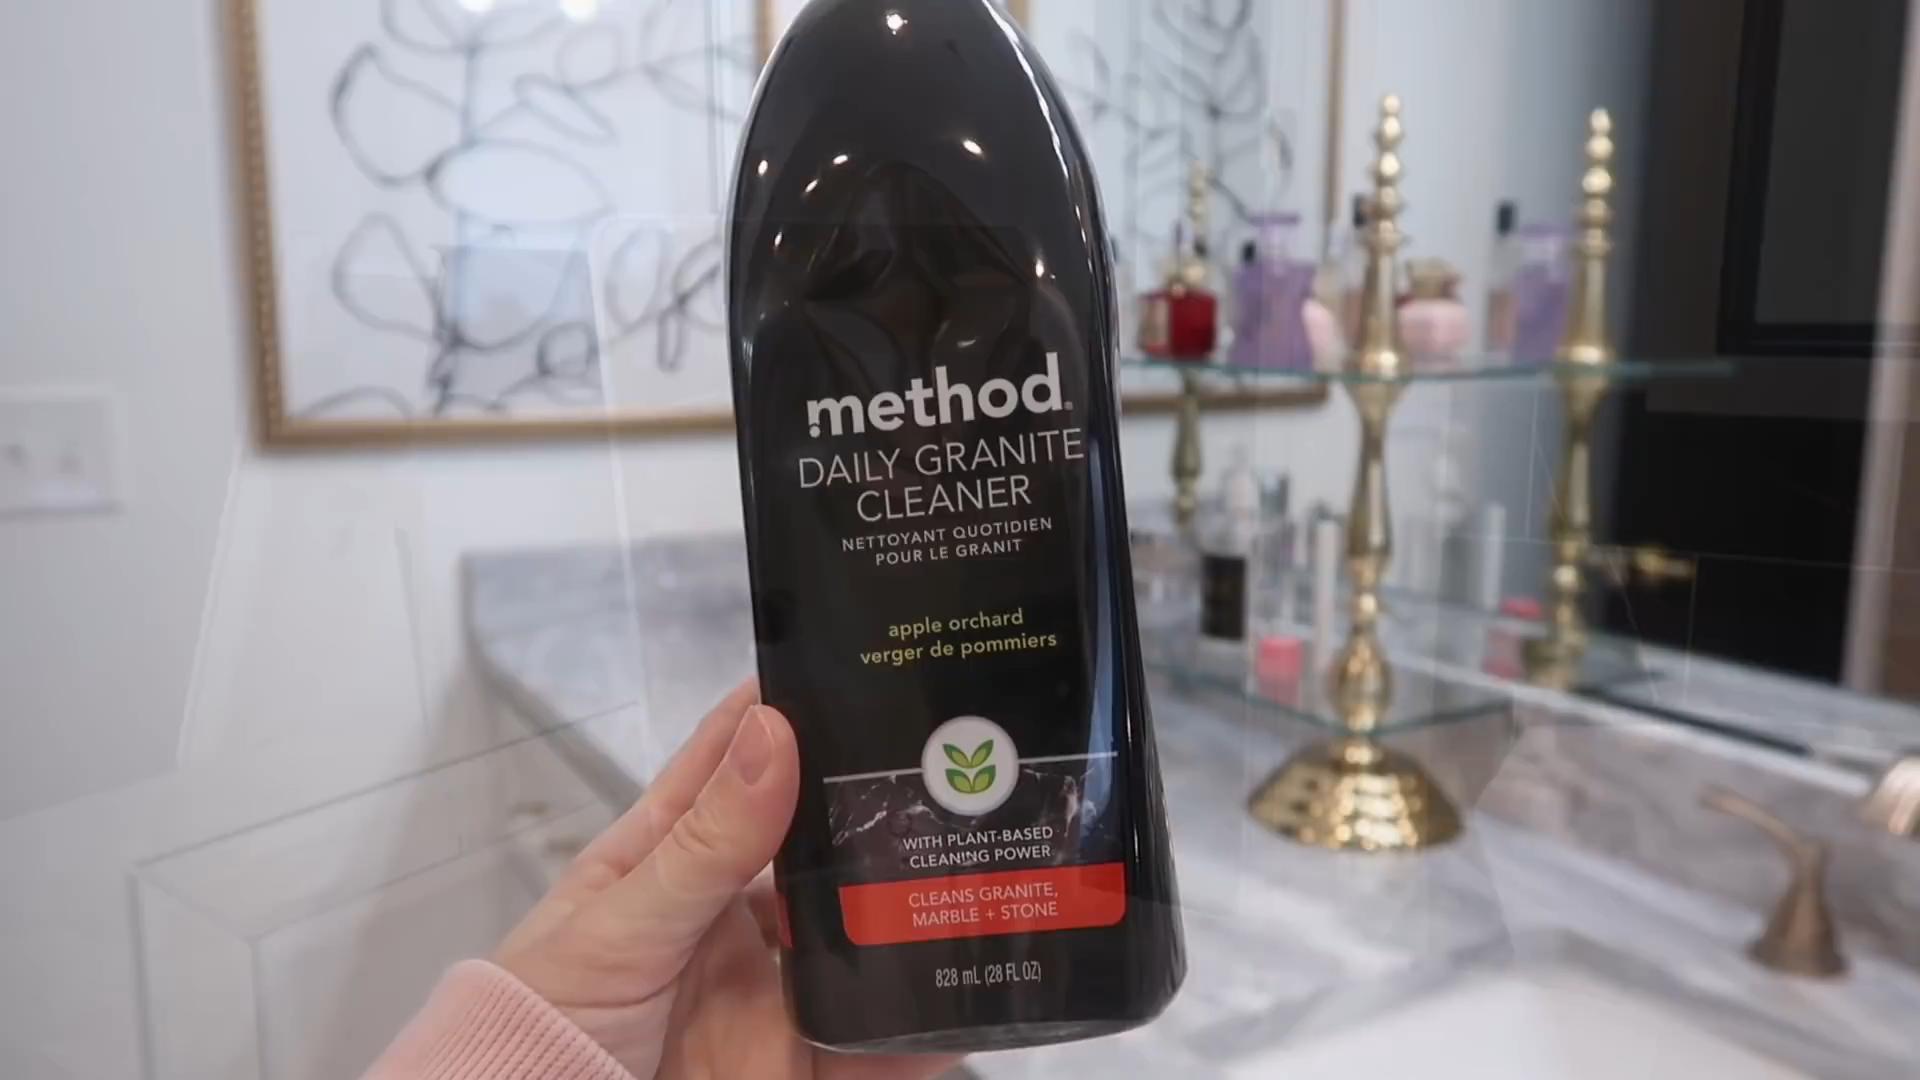 method®
DAILY GRANITE
CLEANER
NETTOYANT QUOTIDIEN
POUR LE GRANIT
apple orchard
verger de pommiers
WITH PLANT-BASED
CLEANING POWER
CLEANS GRANITE,
MARBLE + STONE
828 mL (28 FL OZ)